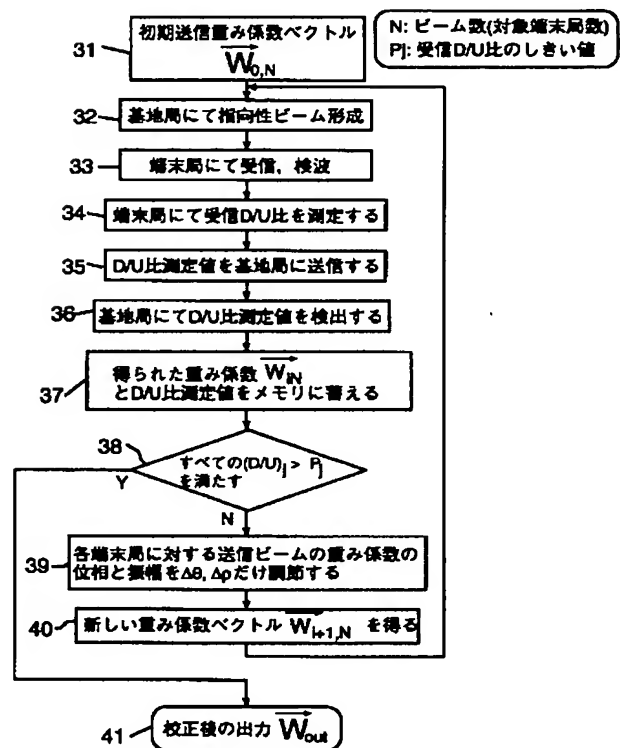 31
初期送信重み係数ベクトル
W0,N
N: ビーム数(対象端末局数)
Pj: 受信D/U比のしきい値
32
基地局にて指向性ビーム形成
33
端末局にて受信, 検波
34
端末局にて受信D/U比を測定する
35
D/U比測定値を基地局に送信する
36
基地局にてD/U比測定値を検出する
37
得られた重み係数 WiN
とD/U比測定値をメモリに蓄える
38
すべての(D/U)j > Pj
を満たす
Y
N
39
各端末局に対する送信ビームの重み係数の
位相と振幅をΔθ, Δρだけ調節する
40
新しい重み係数ベクトル Wi+1,N を得る
41
校正後の出力 Wout